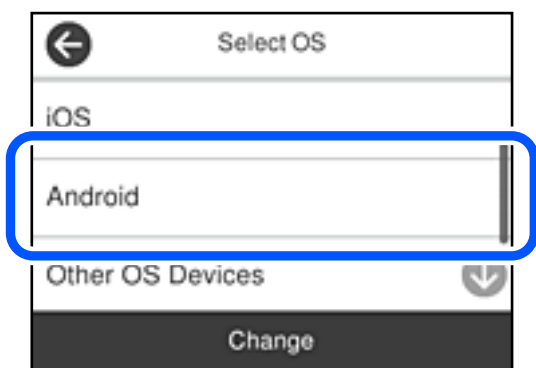 Select OS
iOS
Android
Other OS Devices
Change